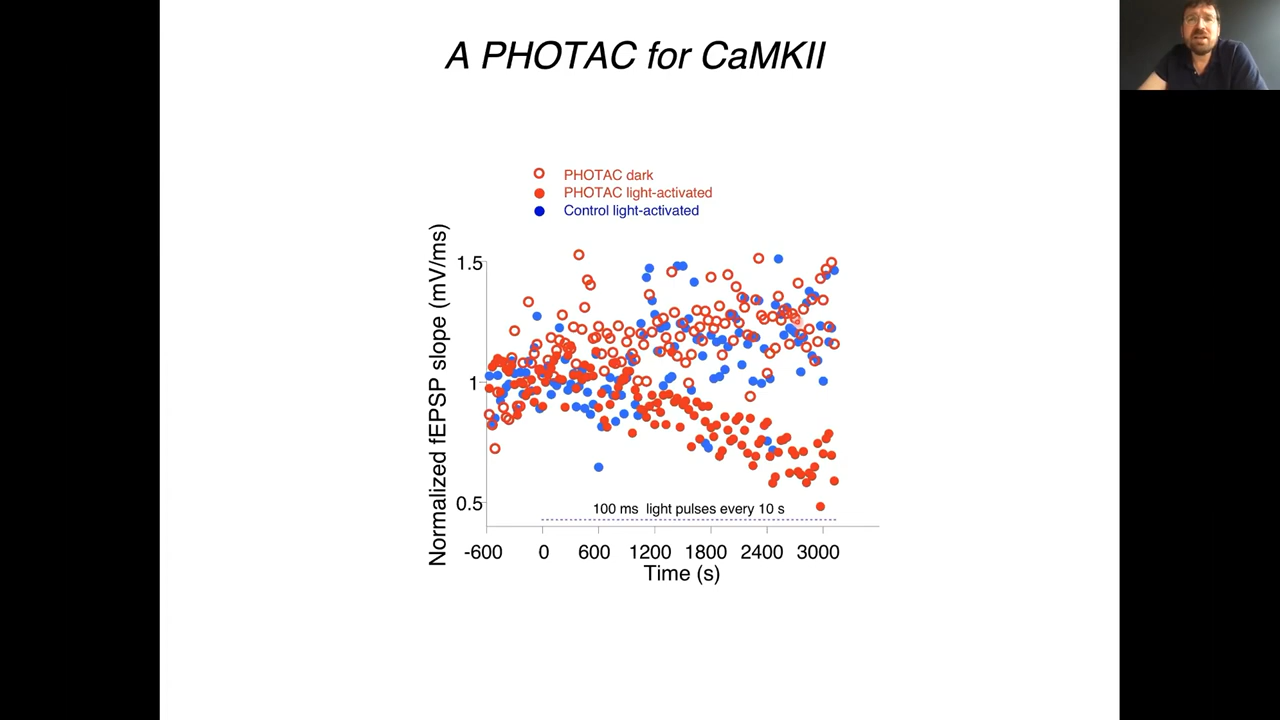 A PHOTAC for CaMKII
PHOTAC dark
PHOTAC light-activated
Control light-activated
Normalized fEPSP slope (mV/ms)
1.5
1
0.5
100 ms light pulses every 10 s
-600 0 600 1200 1800 2400 3000
Time (s)